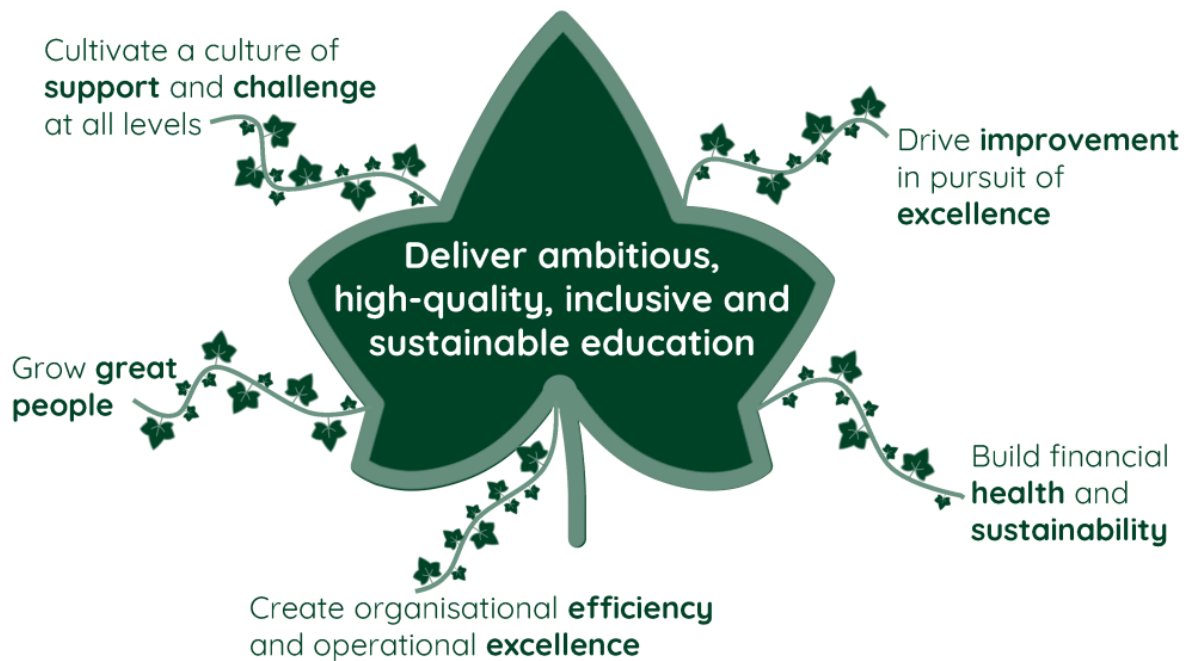 Cultivate a culture of
support and challenge
at all levels
Drive improvement
in pursuit of
excellence
Deliver ambitious,
high-quality, inclusive and
sustainable education
Grow great
people
Build financial
health and
sustainability
Create organisational efficiency
and operational excellence